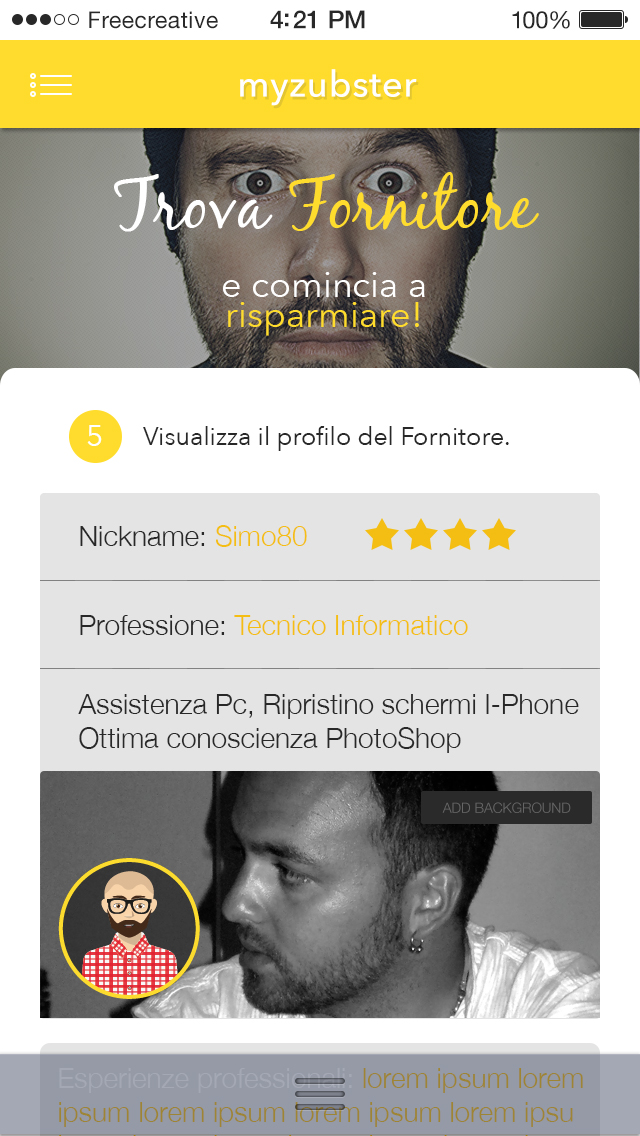 Freecreative 4:21 PM 100%
myzubster
Trova Fornitore
e comincia a
risparmiare!
5 Visualizza il profilo del Fornitore.
Nickname: Simo80
Professione: Tecnico Informatico
Assistenza Pc, Ripristino schermi I-Phone
Ottima conoscienza PhotoShop
ADD BACKGROUND
Esperienze professionali: lorem ipsum lorem
ipsum lorem ipsum lorem ipsum lorem ipsu